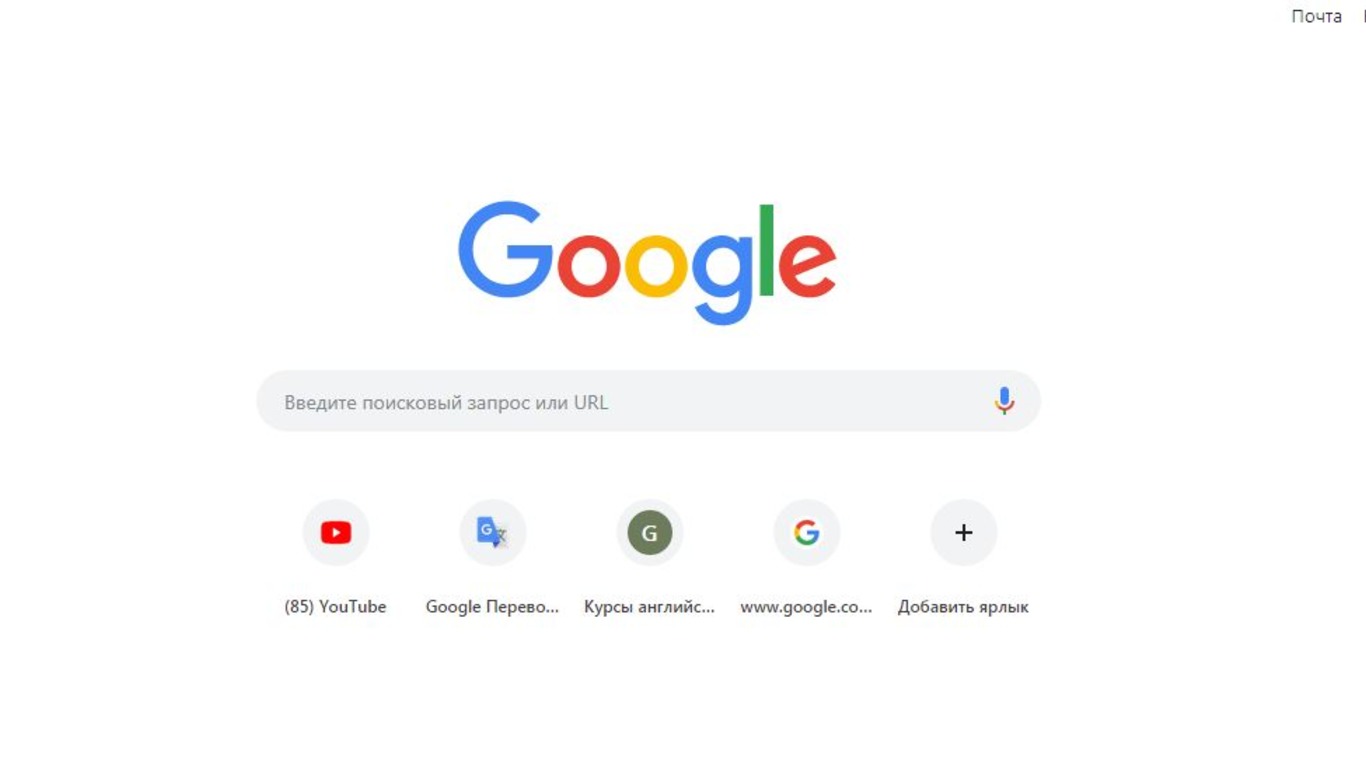 Почта
Google
Введите поисковый запрос или URL
G
(85) YouTube
Google Перево...
Курсы английс...
www.google.co...
Добавить ярлык